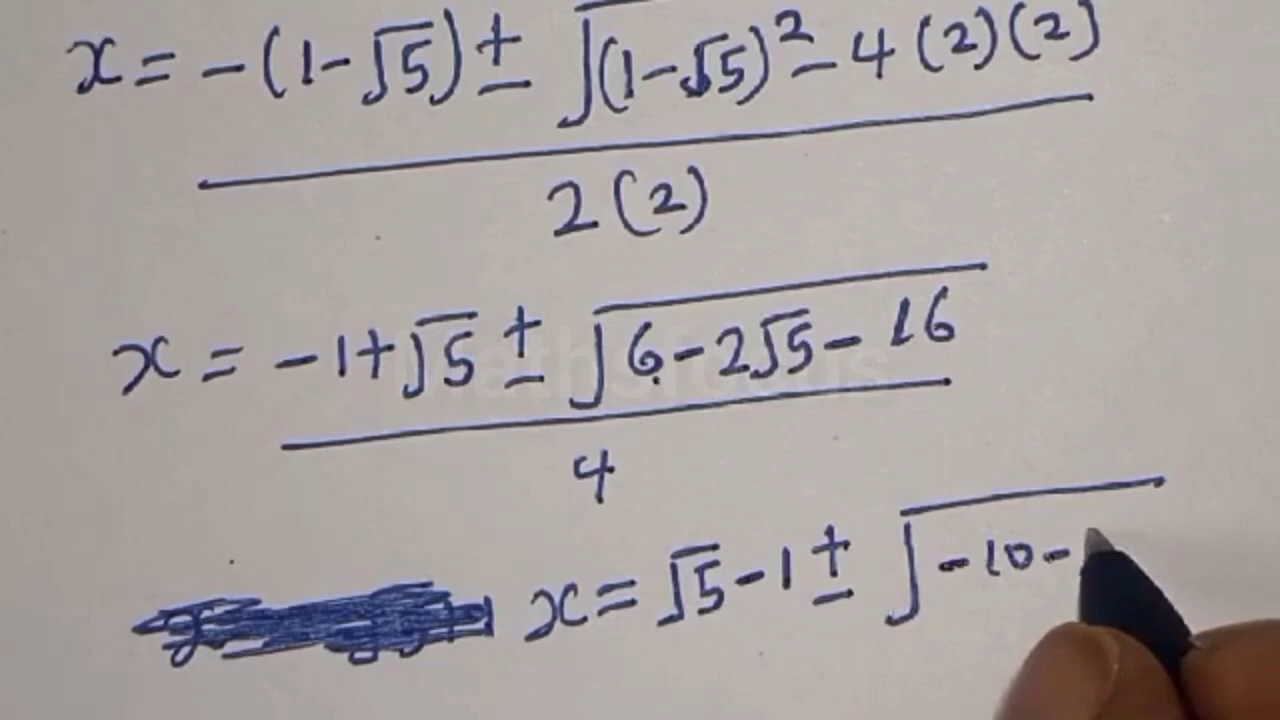 x = -(1-√5) ± √(1-√5)² - 4(2)(2)
2(2)
x = -1+√5 ± √6-2√5-16
4
x = √5-1 ± √-10-